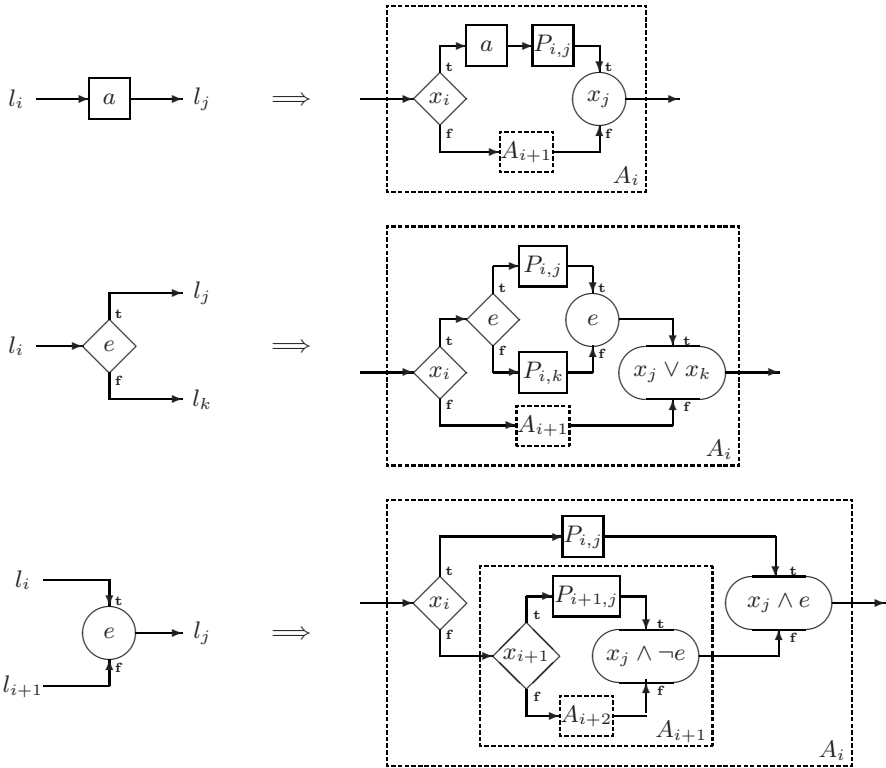 l_i a l_j ⟹ x_i t a P_{i,j} t x_j
f A_{i+1} f
A_i
l_i e t l_j f l_k ⟹ x_i t e t P_{i,j} t e
f P_{i,k} f
t x_j ∨ x_k f
f A_{i+1}
A_i
l_i t e l_j ⟹ x_i t P_{i,j} t x_j ∧ e
l_{i+1} f
f x_{i+1} t P_{i+1,j} t x_j ∧ ¬e f
f A_{i+2} f
A_{i+1}
A_i